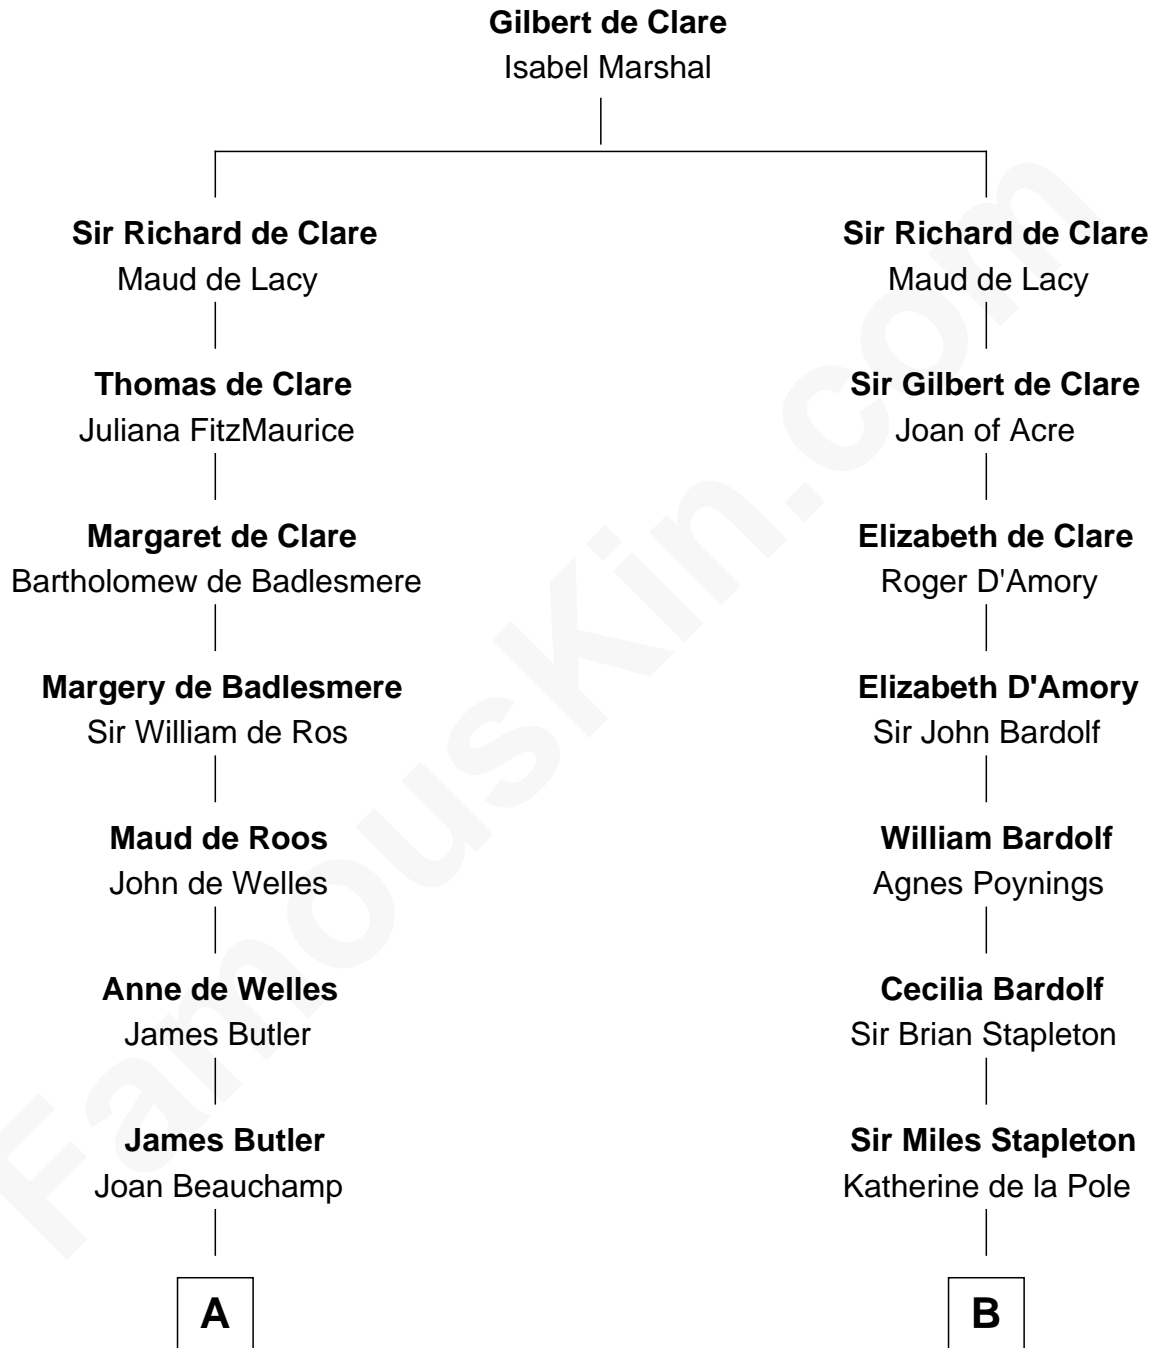 Gilbert de Clare
Isabel Marshal
Sir Richard de Clare
Maud de Lacy
Thomas de Clare
Juliana FitzMaurice
Margaret de Clare
Bartholomew de Badlesmere
Margery de Badlesmere
Sir William de Ros
Maud de Roos
John de Welles
Anne de Welles
James Butler
James Butler
Joan Beauchamp
A
Sir Richard de Clare
Maud de Lacy
Sir Gilbert de Clare
Joan of Acre
Elizabeth de Clare
Roger D'Amory
Elizabeth D'Amory
Sir John Bardolf
William Bardolf
Agnes Poynings
Cecilia Bardolf
Sir Brian Stapleton
Sir Miles Stapleton
Katherine de la Pole
B
FamousKin.com